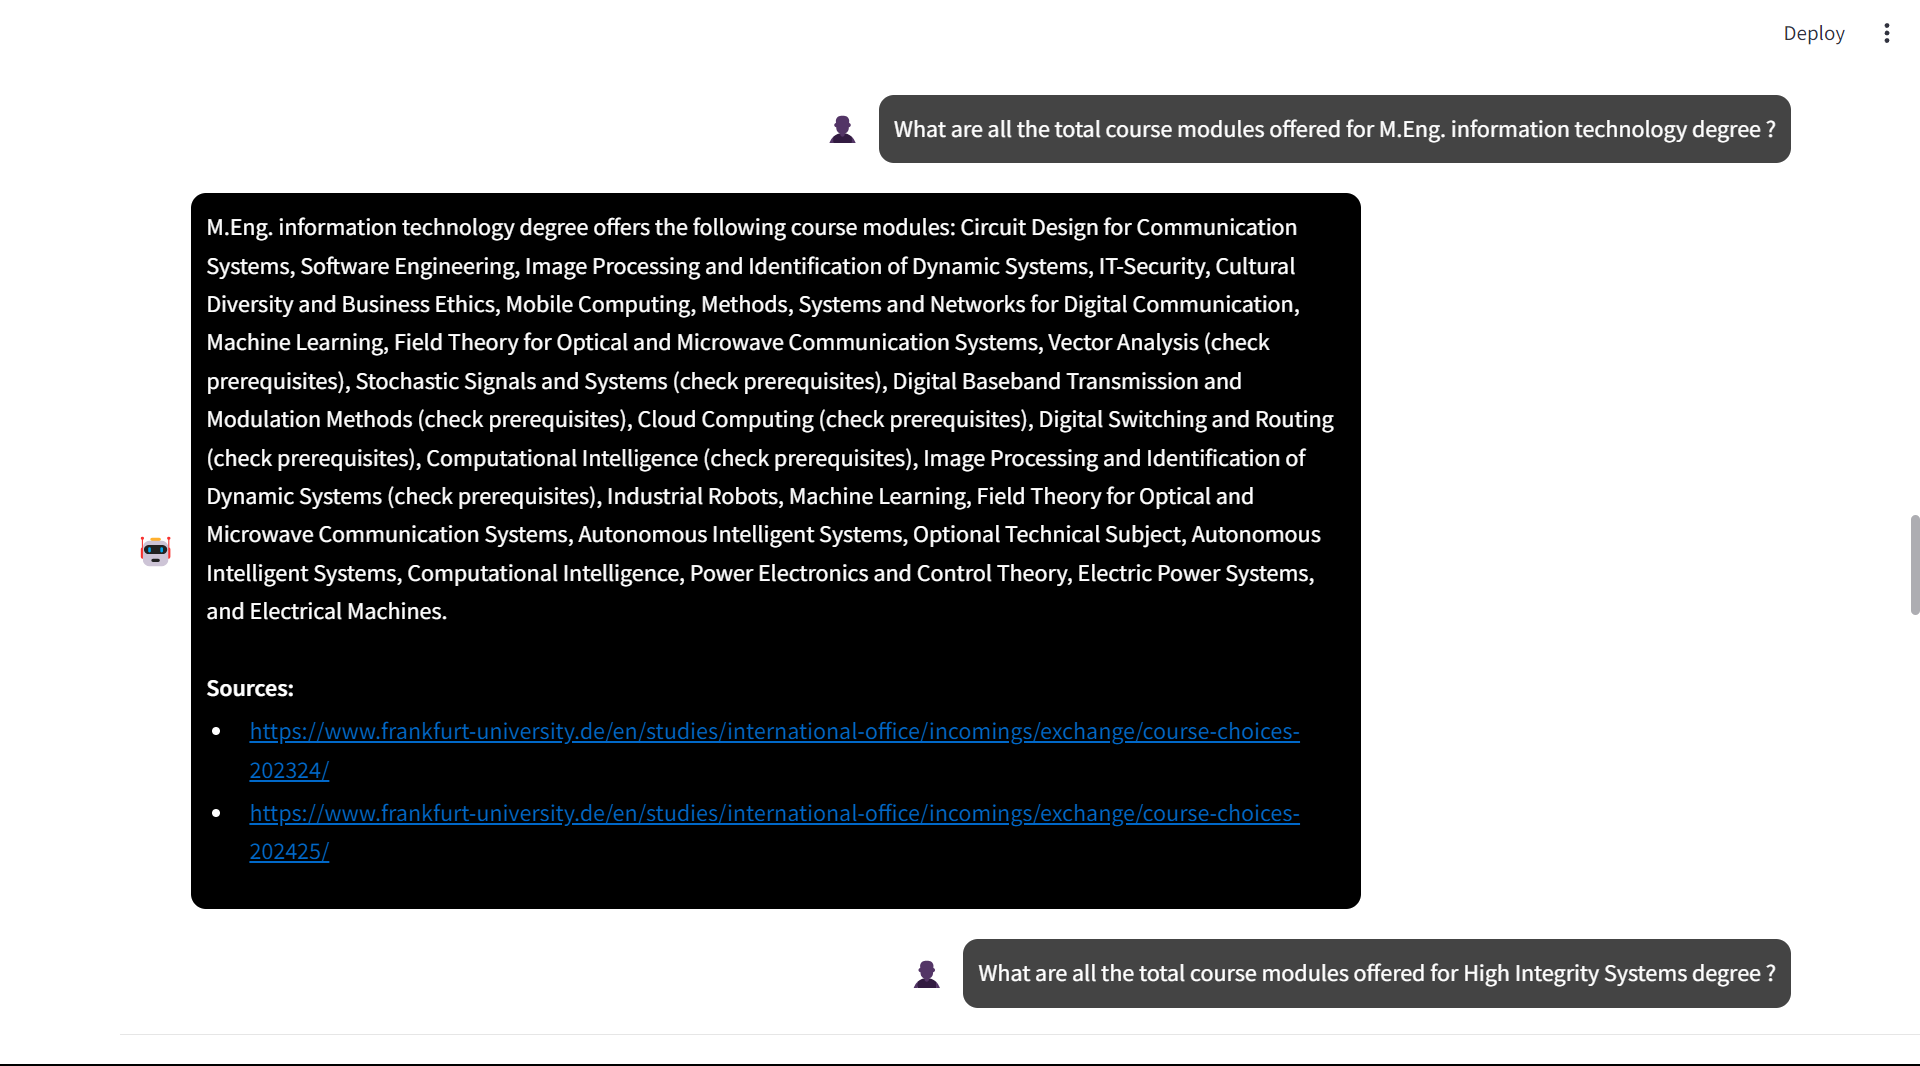 Deploy
What are all the total course modules offered for M.Eng. information technology degree ?
M.Eng. information technology degree offers the following course modules: Circuit Design for Communication
Systems, Software Engineering, Image Processing and Identification of Dynamic Systems, IT-Security, Cultural
Diversity and Business Ethics, Mobile Computing, Methods, Systems and Networks for Digital Communication,
Machine Learning, Field Theory for Optical and Microwave Communication Systems, Vector Analysis (check
prerequisites), Stochastic Signals and Systems (check prerequisites), Digital Baseband Transmission and
Modulation Methods (check prerequisites), Cloud Computing (check prerequisites), Digital Switching and Routing
(check prerequisites), Computational Intelligence (check prerequisites), Image Processing and Identification of
Dynamic Systems (check prerequisites), Industrial Robots, Machine Learning, Field Theory for Optical and
Microwave Communication Systems, Autonomous Intelligent Systems, Optional Technical Subject, Autonomous
Intelligent Systems, Computational Intelligence, Power Electronics and Control Theory, Electric Power Systems,
and Electrical Machines.
Sources:
https://www.frankfurt-university.de/en/studies/international-office/incomings/exchange/course-choices-
202324/
https://www.frankfurt-university.de/en/studies/international-office/incomings/exchange/course-choices-
202425/
What are all the total course modules offered for High Integrity Systems degree ?